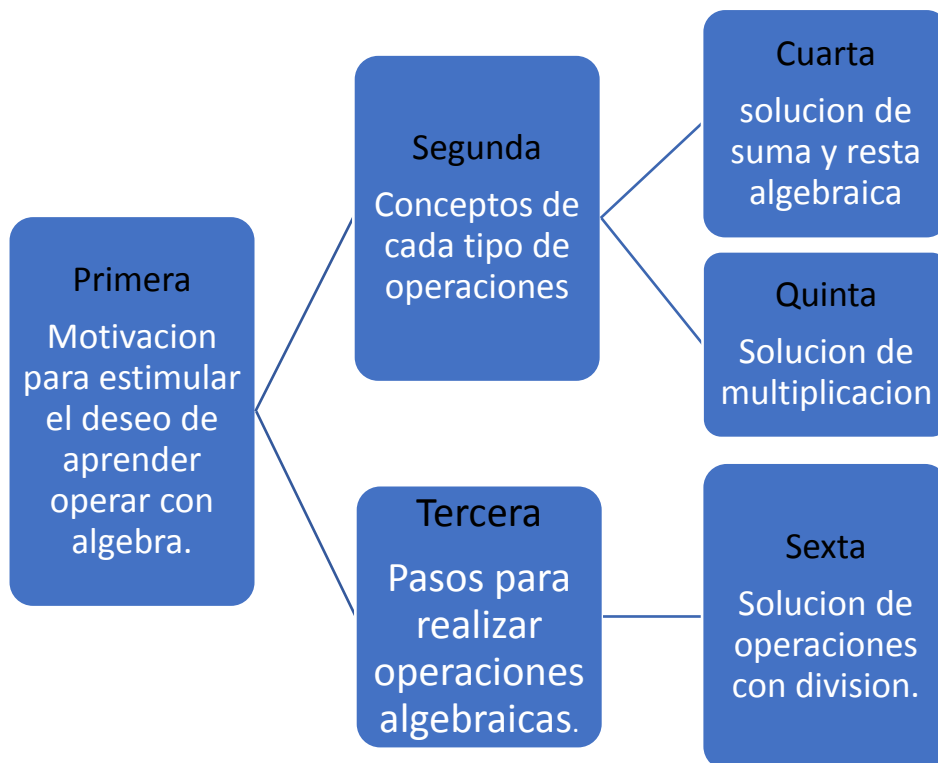 Primera
Motivacion
para estimular
el deseo de
aprender
operar con
algebra.
Segunda
Conceptos de
cada tipo de
operaciones
Tercera
Pasos para
realizar
operaciones
algebraicas.
Cuarta
solucion de
suma y resta
algebraica
Quinta
Solucion de
multiplicacion
Sexta
Solucion de
operaciones
con division.